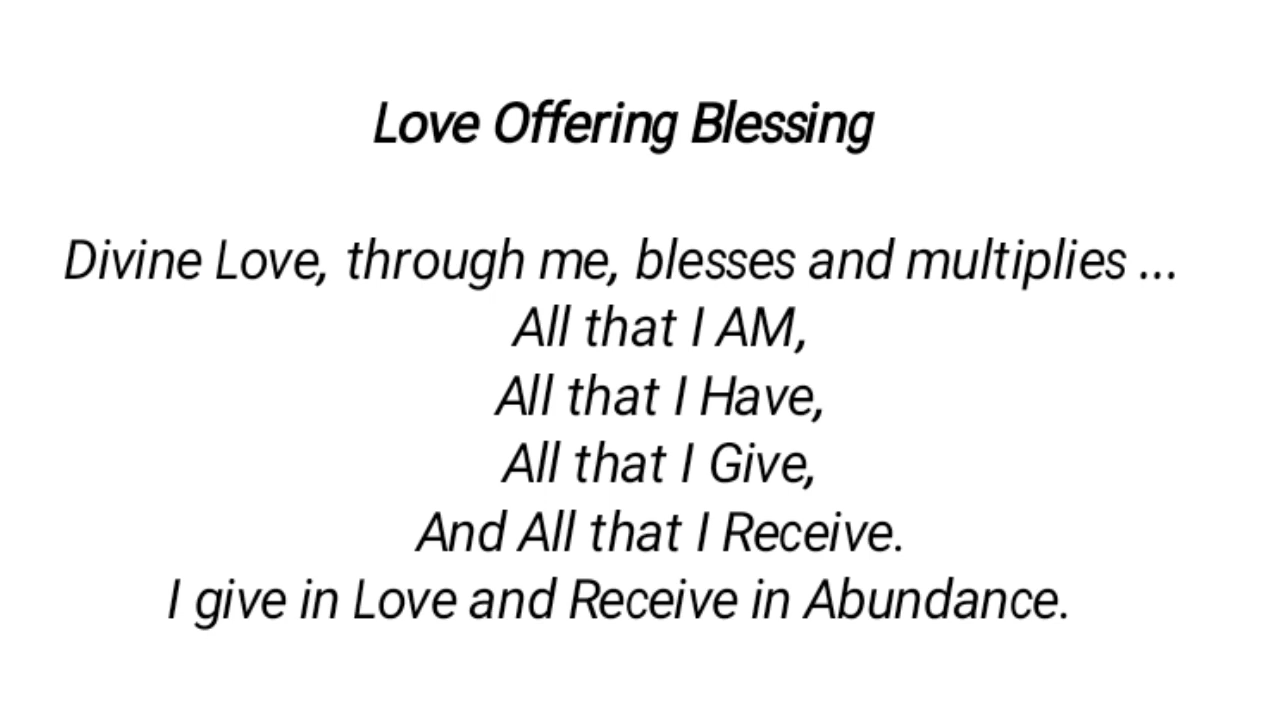 Love Offering Blessing
Divine Love, through me, blesses and multiplies ...
All that I AM,
All that I Have,
All that I Give,
And All that I Receive.
I give in Love and Receive in Abundance.